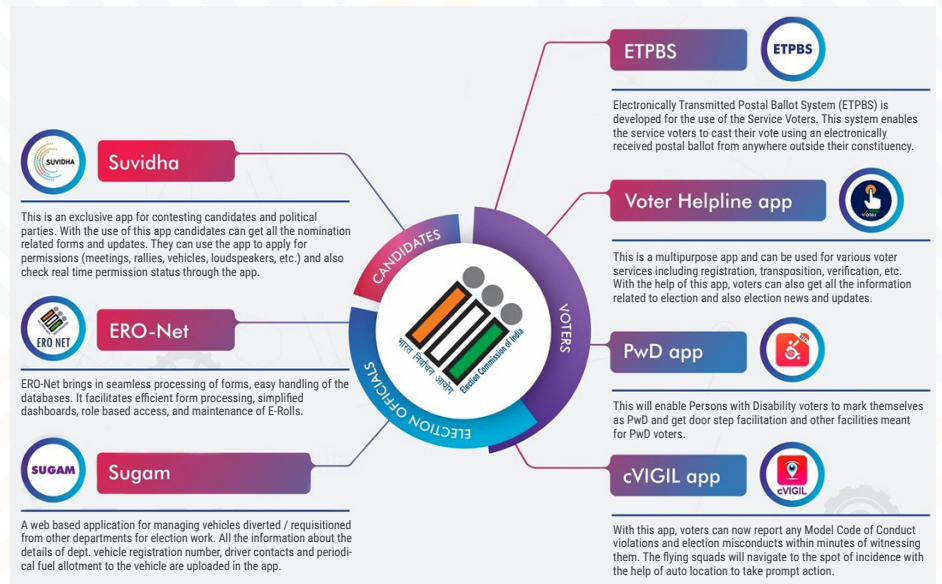 ETPBS
ETPBS
Electronically Transmitted Postal Ballot System (ETPBS) is
developed for the use of the Service Voters. This system enables
the service voters to cast their vote using an electronically
received postal ballot from anywhere outside their constituency.
SUVIDHA
Suvidha
This is an exclusive app for contesting candidates and political
parties. With the use of this app candidates can get all the nomination
related forms and updates. They can use the app to apply for
permissions (meetings, rallies, vehicles, loudspeakers, etc.) and also
check real time permission status through the app.
Voter Helpline app
Voter
This is a multipurpose app and can be used for various voter
services including registration, transposition, verification, etc.
With the help of this app, voters can also get all the information
related to election and also election news and updates.
CANDIDATES
VOTERS
ELECTION OFFICIALS
भारत निर्वाचन आयोग
Election Commission of India
ERO NET
ERO-Net
ERO-Net brings in seamless processing of forms, easy handling of the
databases. It facilitates efficient form processing, simplified
dashboards, role based access, and maintenance of E-Rolls.
PwD app
This will enable Persons with Disability voters to mark themselves
as PwD and get door step facilitation and other facilities meant
for PwD voters.
SUGAM
Sugam
A web based application for managing vehicles diverted / requisitioned
from other departments for election work. All the information about the
details of dept. vehicle registration number, driver contacts and periodi-
cal fuel allotment to the vehicle are uploaded in the app.
cVIGIL app
cVIGIL
With this app, voters can now report any Model Code of Conduct
violations and election misconducts within minutes of witnessing
them. The flying squads will navigate to the spot of incidence with
the help of auto location to take prompt action.